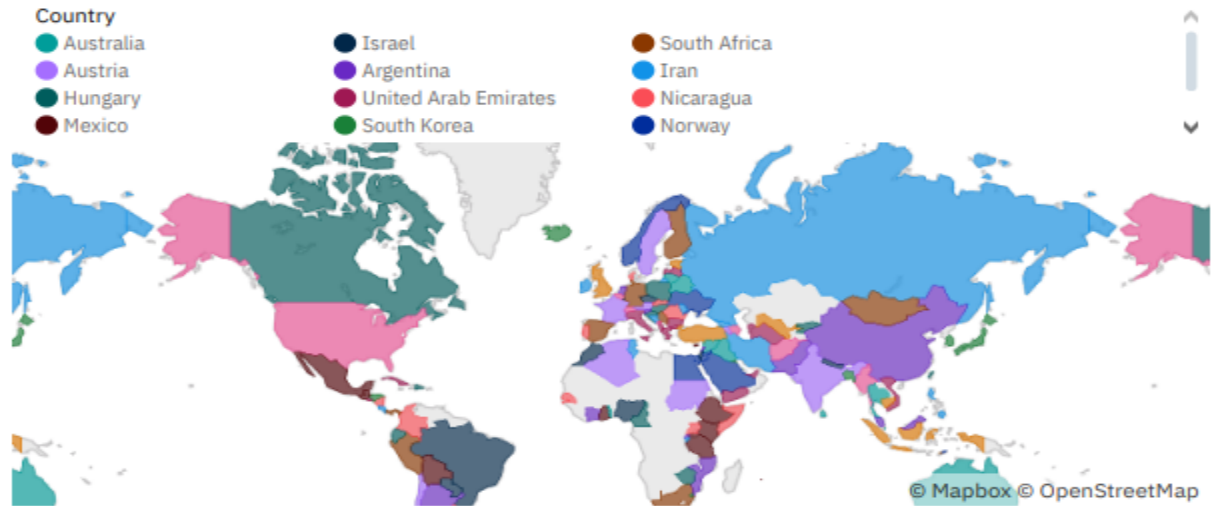 Country
Australia
Austria
Hungary
Mexico
Israel
Argentina
United Arab Emirates
South Korea
South Africa
Iran
Nicaragua
Norway
© Mapbox © OpenStreetMap